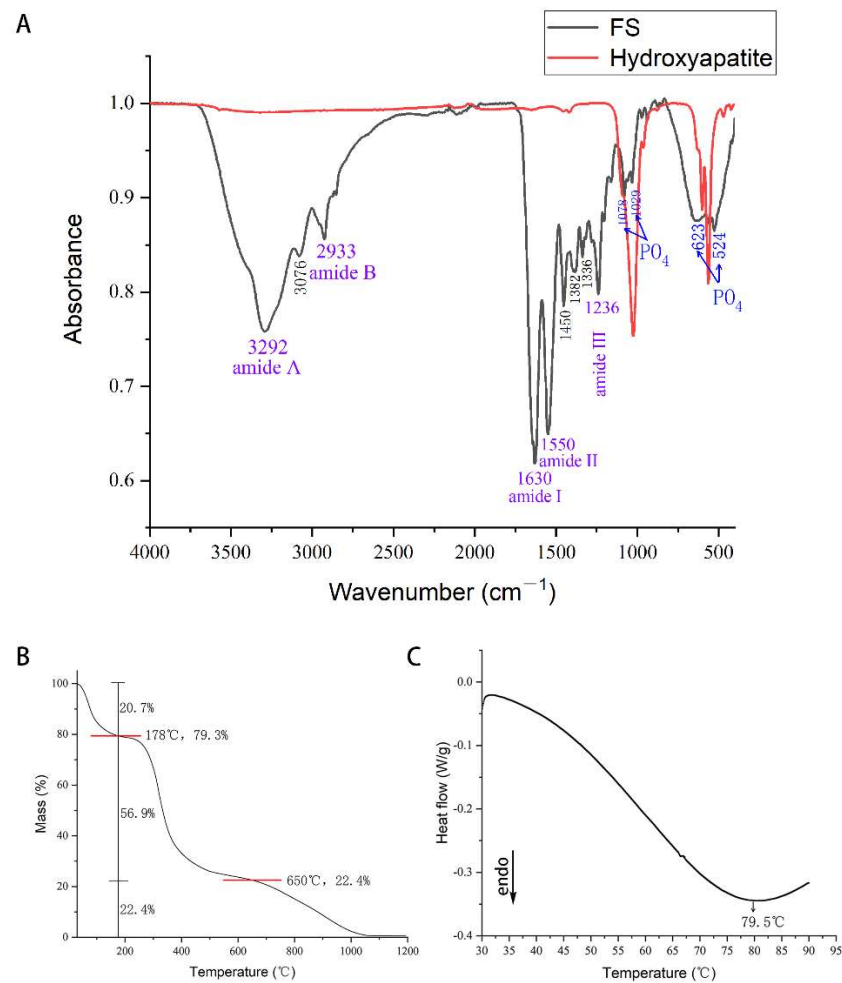 A
FS
Hydroxyapatite
1.0
0.9
0.8
0.7
0.6
Absorbance
3292
amide A
3076
2933
amide B
1630
amide I
1550
amide II
1450
1382
1336
1236
amide III
1078
1029
PO4
623
524
PO4
4000 3500 3000 2500 2000 1500 1000 500
Wavenumber (cm−1)
B
100
80
60
40
20
0
Mass (%)
20.7%
178℃, 79.3%
56.9%
650℃, 22.4%
22.4%
200 400 600 800 1000 1200
Temperature (℃)
C
0.0
-0.1
-0.2
-0.3
-0.4
Heat flow (W/g)
endo
79.5℃
30 35 40 45 50 55 60 65 70 75 80 85 90 95
Temperature (℃)